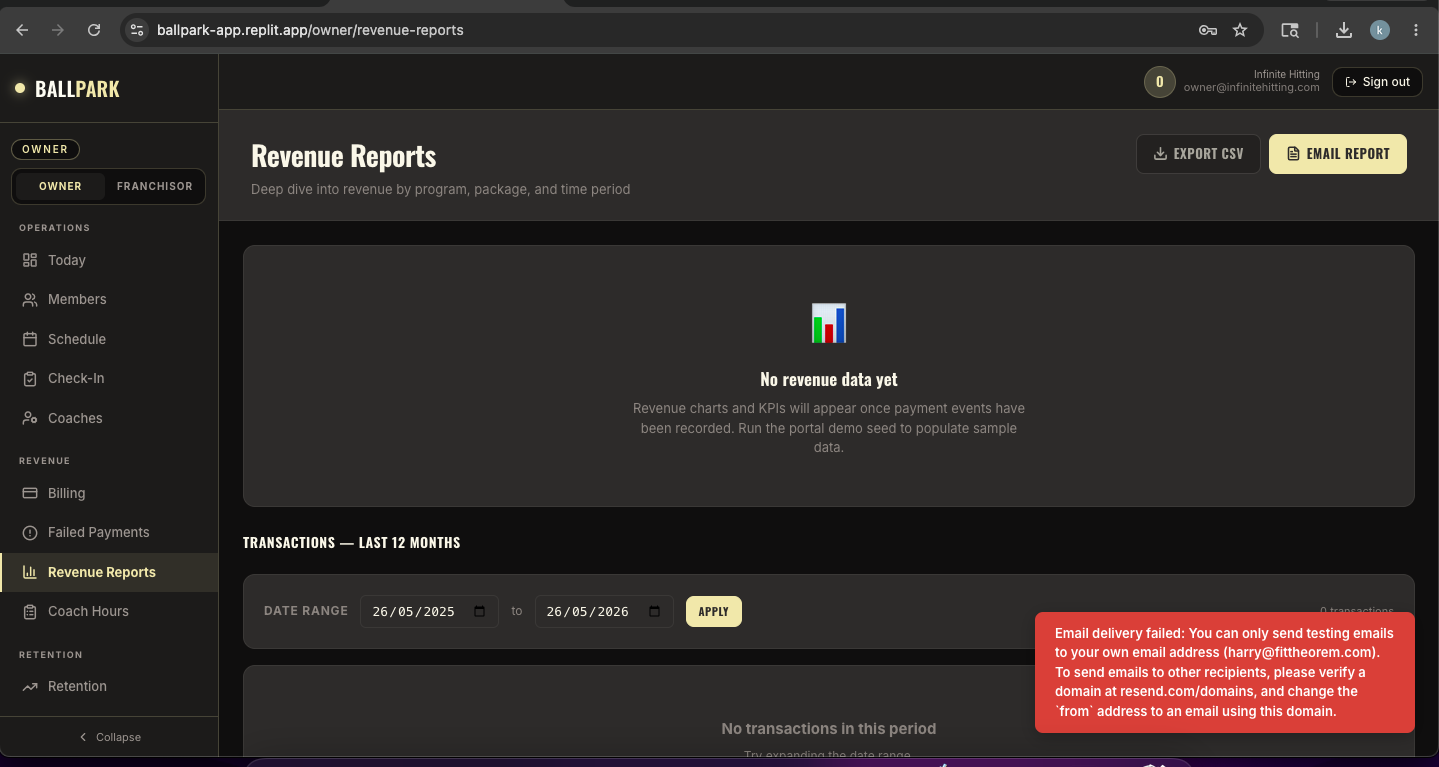 ballpark-app.replit.app/owner/revenue-reports
k
BALLPARK
0
Infinite Hitting
owner@infinitehitting.com
Sign out
OWNER
OWNER
FRANCHISOR
Revenue Reports
Deep dive into revenue by program, package, and time period
EXPORT CSV
EMAIL REPORT
OPERATIONS
Today
Members
Schedule
Check-In
Coaches
REVENUE
Billing
Failed Payments
Revenue Reports
Coach Hours
RETENTION
Retention
Collapse
No revenue data yet
Revenue charts and KPIs will appear once payment events have
been recorded. Run the portal demo seed to populate sample
data.
TRANSACTIONS — LAST 12 MONTHS
DATE RANGE
26/05/2025
to
26/05/2026
APPLY
0 transactions
No transactions in this period
Try expanding the date range
Email delivery failed: You can only send testing emails
to your own email address (harry@fittheorem.com).
To send emails to other recipients, please verify a
domain at resend.com/domains, and change the
`from` address to an email using this domain.